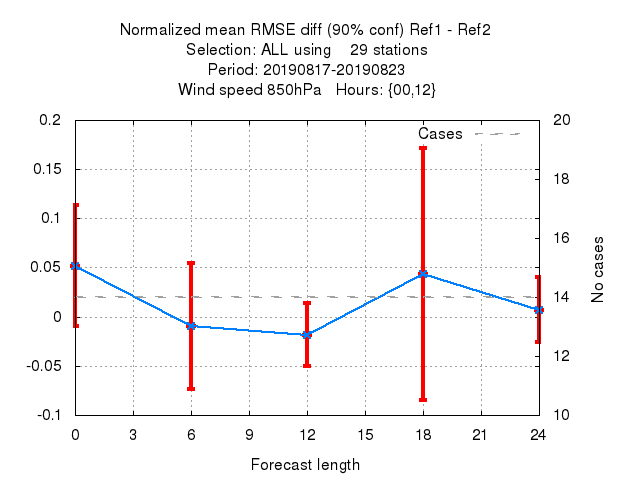 Normalized mean RMSE diff (90% conf) Ref1 - Ref2
Selection: ALL using    29 stations
Period: 20190817-20190823
Wind speed 850hPa   Hours: {00,12}
Cases
0.2
0.15
0.1
0.05
0
-0.05
-0.1
20
18
16
14
12
10
No cases
0 3 6 9 12 15 18 21 24
Forecast length